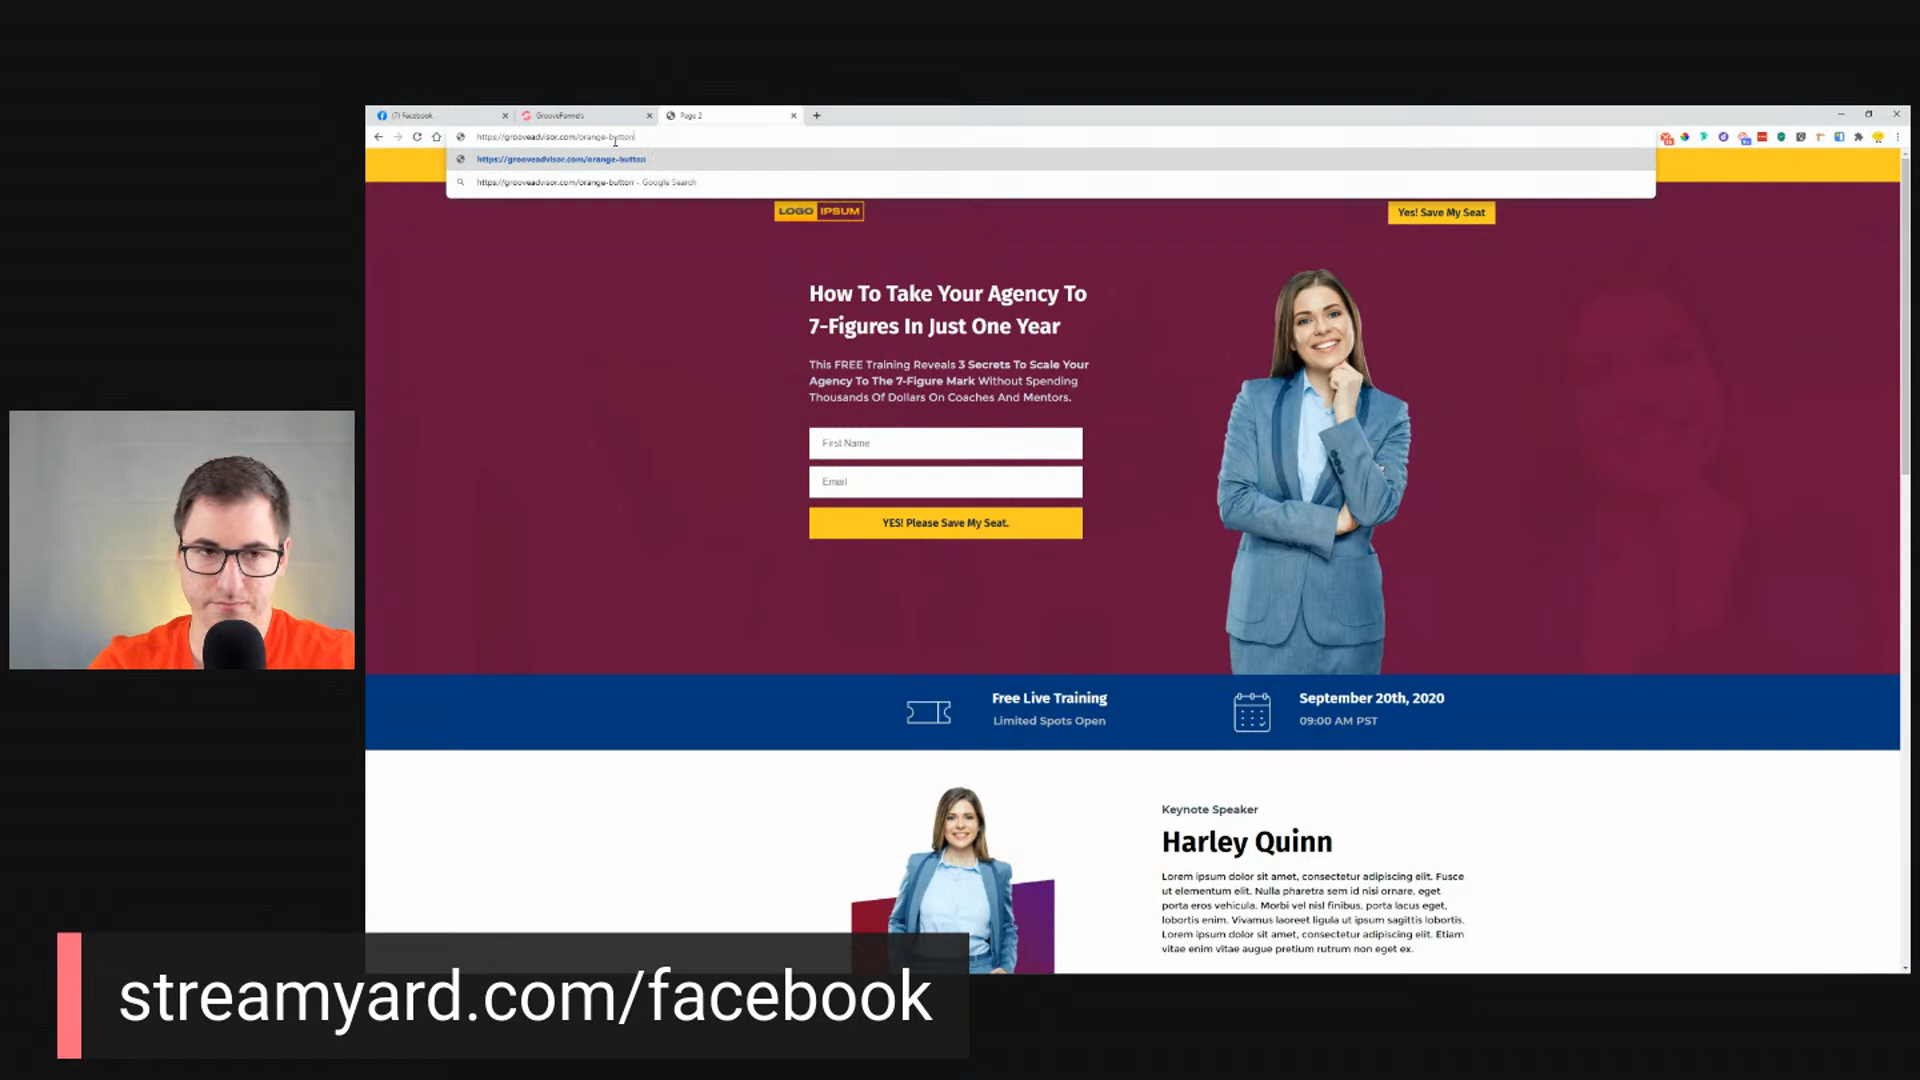 (7) Facebook
GrooveFunnels
Page 2
https://grooveadvisor.com/orange-button
https://grooveadvisor.com/orange-button
https://grooveadvisor.com/orange-button - Google Search
LOGO IPSUM
Yes! Save My Seat
How To Take Your Agency To
7-Figures In Just One Year
This FREE Training Reveals 3 Secrets To Scale Your
Agency To The 7-Figure Mark Without Spending
Thousands Of Dollars On Coaches And Mentors.
First Name
Email
YES! Please Save My Seat.
Free Live Training
Limited Spots Open
September 20th, 2020
09:00 AM PST
Keynote Speaker
Harley Quinn
Lorem ipsum dolor sit amet, consectetur adipiscing elit. Fusce
ut elementum elit. Nulla pharetra sem id nisi ornare, eget
porta eros vehicula. Morbi vel nisl finibus, porta lacus eget,
lobortis enim. Vivamus laoreet ligula ut ipsum sagittis lobortis.
Lorem ipsum dolor sit amet, consectetur adipiscing elit. Etiam
vitae enim vitae augue pretium rutrum non eget ex.
streamyard.com/facebook